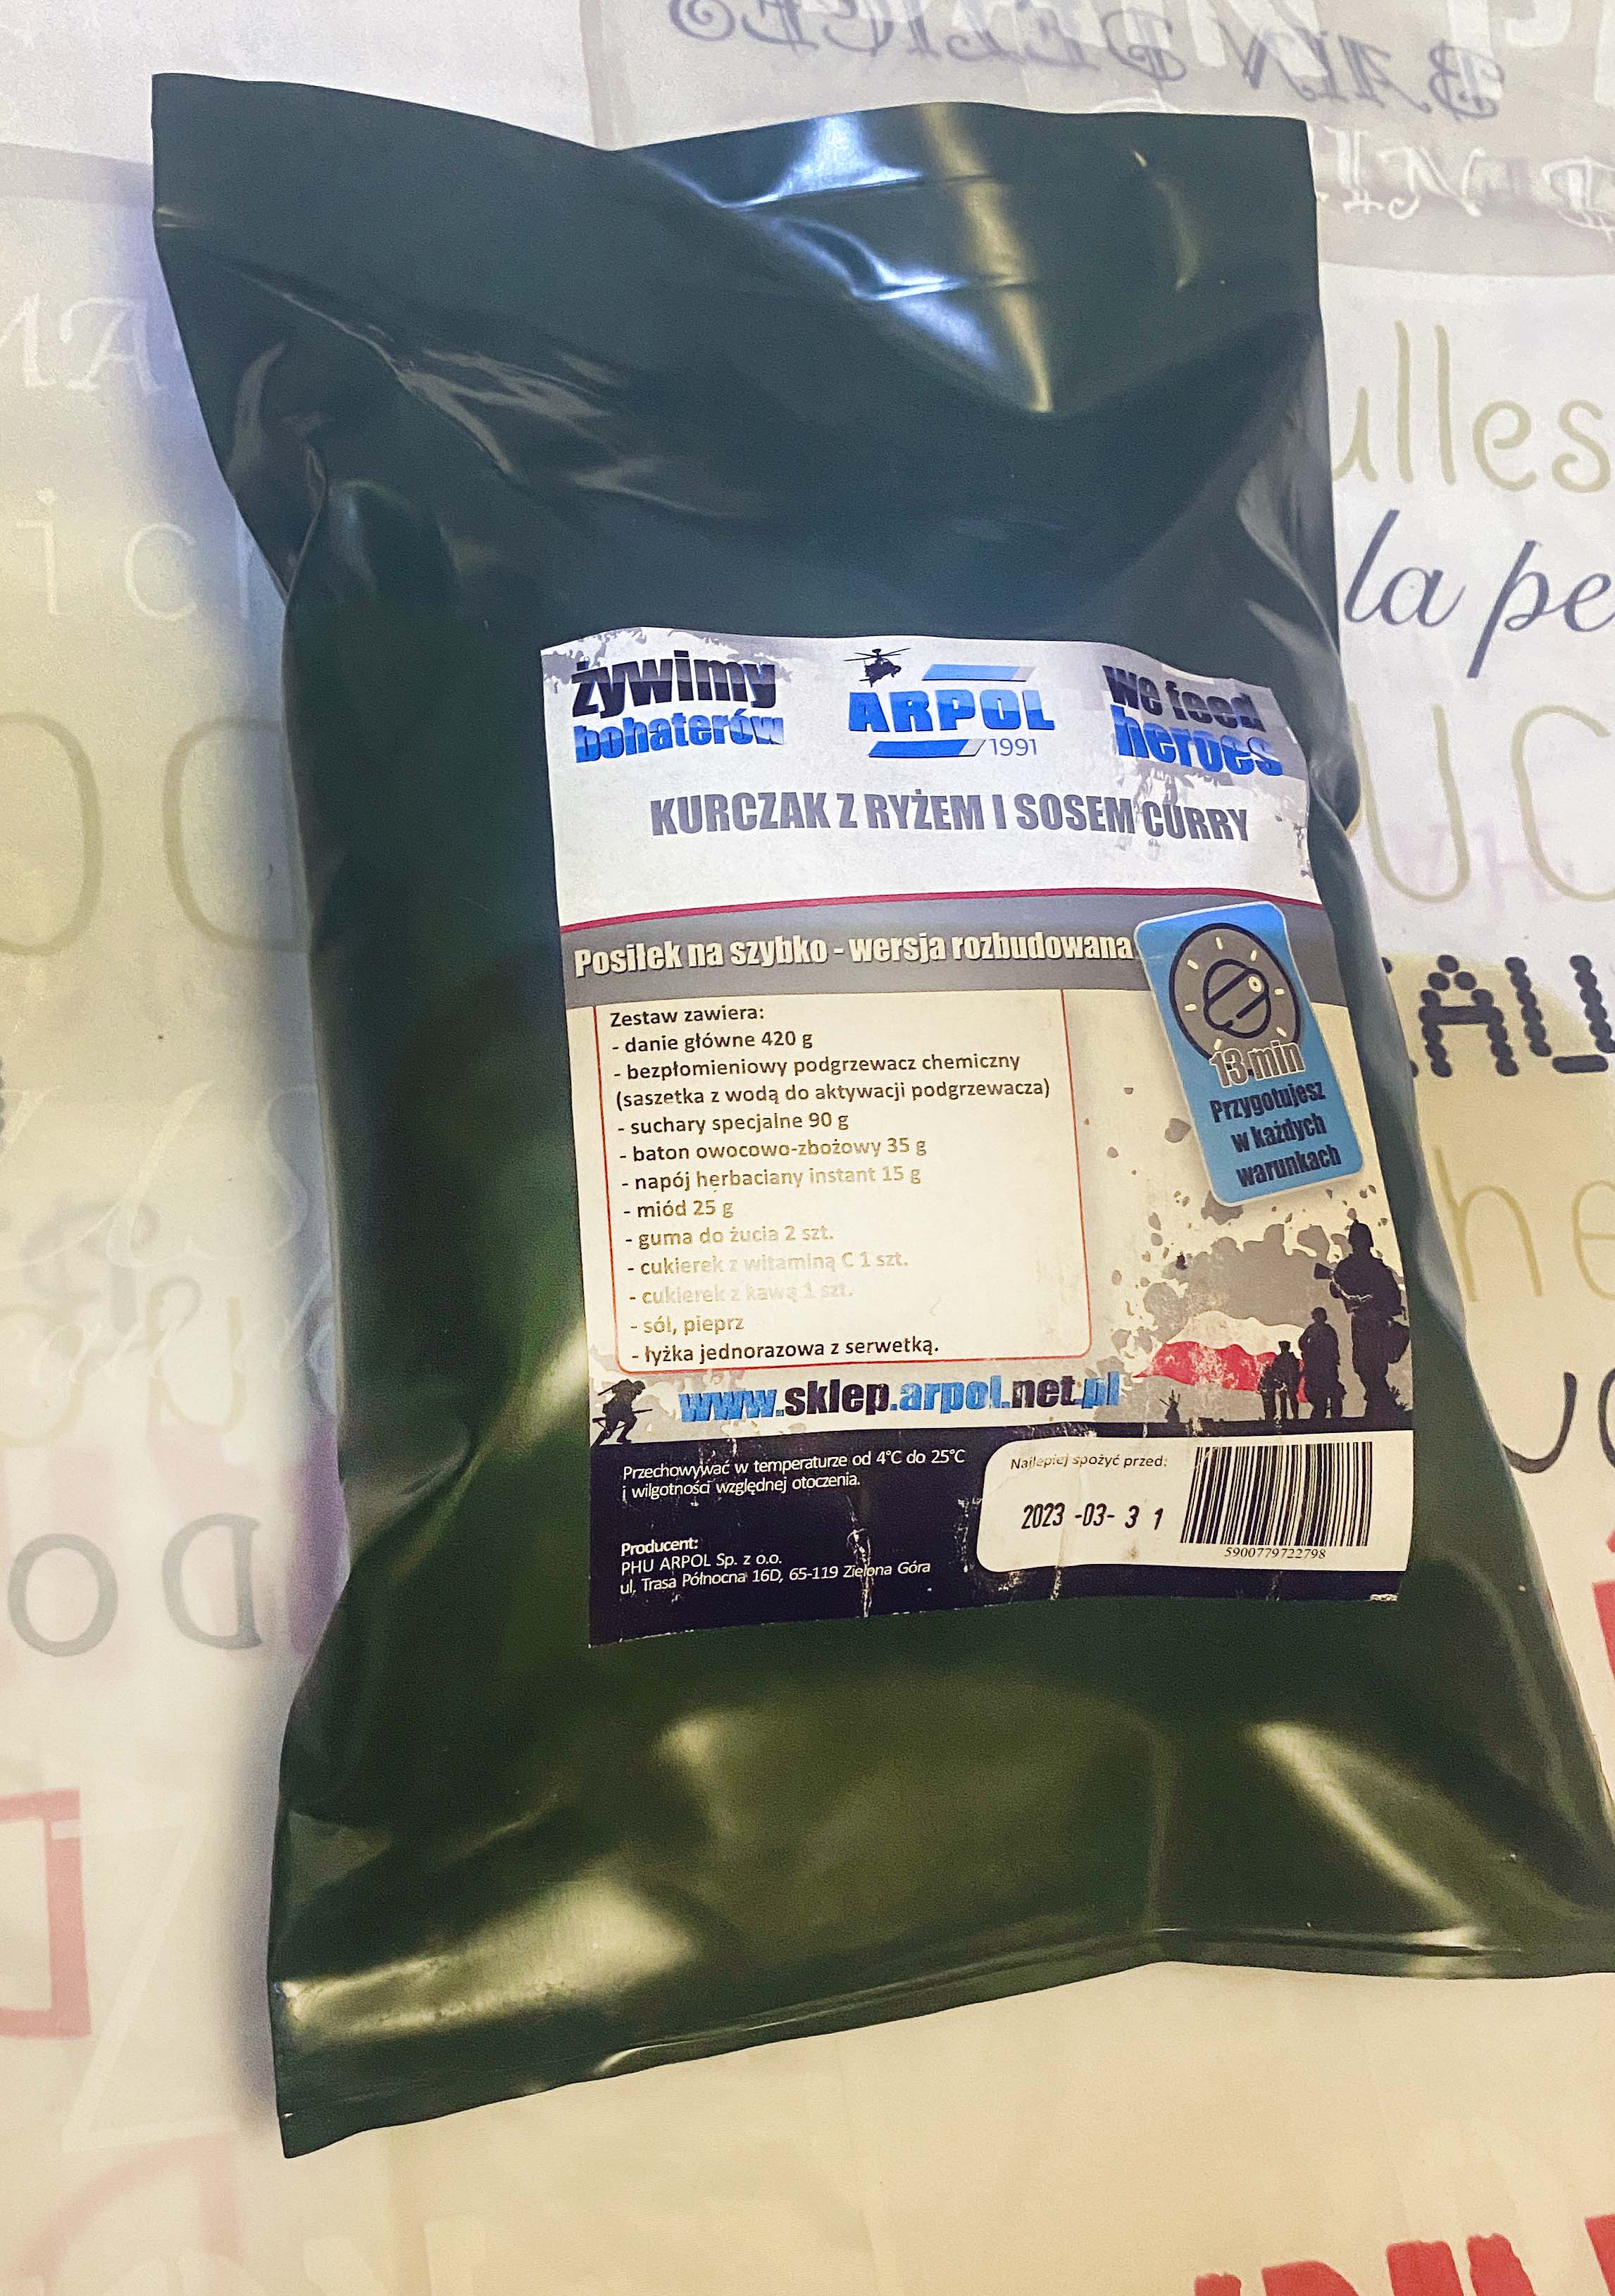 żywimy
bohaterów
ARPOL
1991
we feed
heroes
KURCZAK Z RYŻEM I SOSEM CURRY
Posiłek na szybko - wersja rozbudowana
Zestaw zawiera:
- danie główne 420 g
- bezpłomieniowy podgrzewacz chemiczny
(saszetka z wodą do aktywacji podgrzewacza)
- suchary specjalne 90 g
- baton owocowo-zbożowy 35 g
- napój herbaciany instant 15 g
- miód 25 g
- guma do żucia 2 szt.
- cukierek z witaminą C 1 szt.
- cukierek z kawą 1 szt.
- sól, pieprz
- łyżka jednorazowa z serwetką.
13 min
Przygotujesz
w każdych
warunkach
www.sklep.arpol.net.pl
Przechowywać w temperaturze od 4°C do 25°C
i wilgotności względnej otoczenia.
Producent:
PHU ARPOL Sp. z o.o.
ul. Trasa Północna 16D, 65-119 Zielona Góra
Najlepiej spożyć przed:
2023 -03- 3 1
5900779722798
ulles
la pe